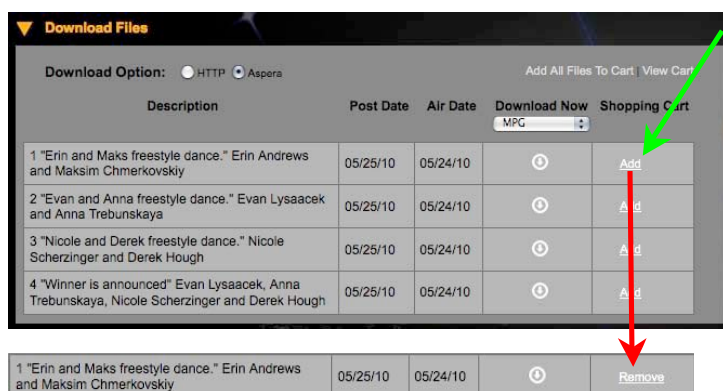 Download Files
Download Option: HTTP Aspera Add All Files To Cart | View Cart
Description Post Date Air Date Download Now Shopping Cart
MPG
1 "Erin and Maks freestyle dance." Erin Andrews
and Maksim Chmerkovskiy 05/25/10 05/24/10 Add
2 "Evan and Anna freestyle dance." Evan Lysaacek
and Anna Trebunskaya 05/25/10 05/24/10 Add
3 "Nicole and Derek freestyle dance." Nicole
Scherzinger and Derek Hough 05/25/10 05/24/10 Add
4 "Winner is announced" Evan Lysaacek, Anna
Trebunskaya, Nicole Scherzinger and Derek Hough 05/25/10 05/24/10 Add
1 "Erin and Maks freestyle dance." Erin Andrews
and Maksim Chmerkovskiy 05/25/10 05/24/10 Remove